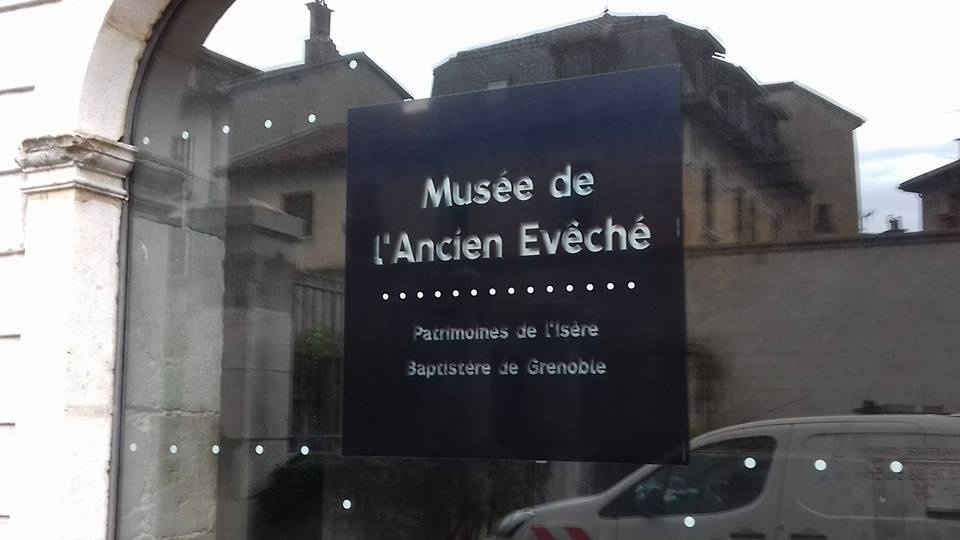 Musée de
l'Ancien Evêché
Patrimoines de l'Isère
Baptistère de Grenoble